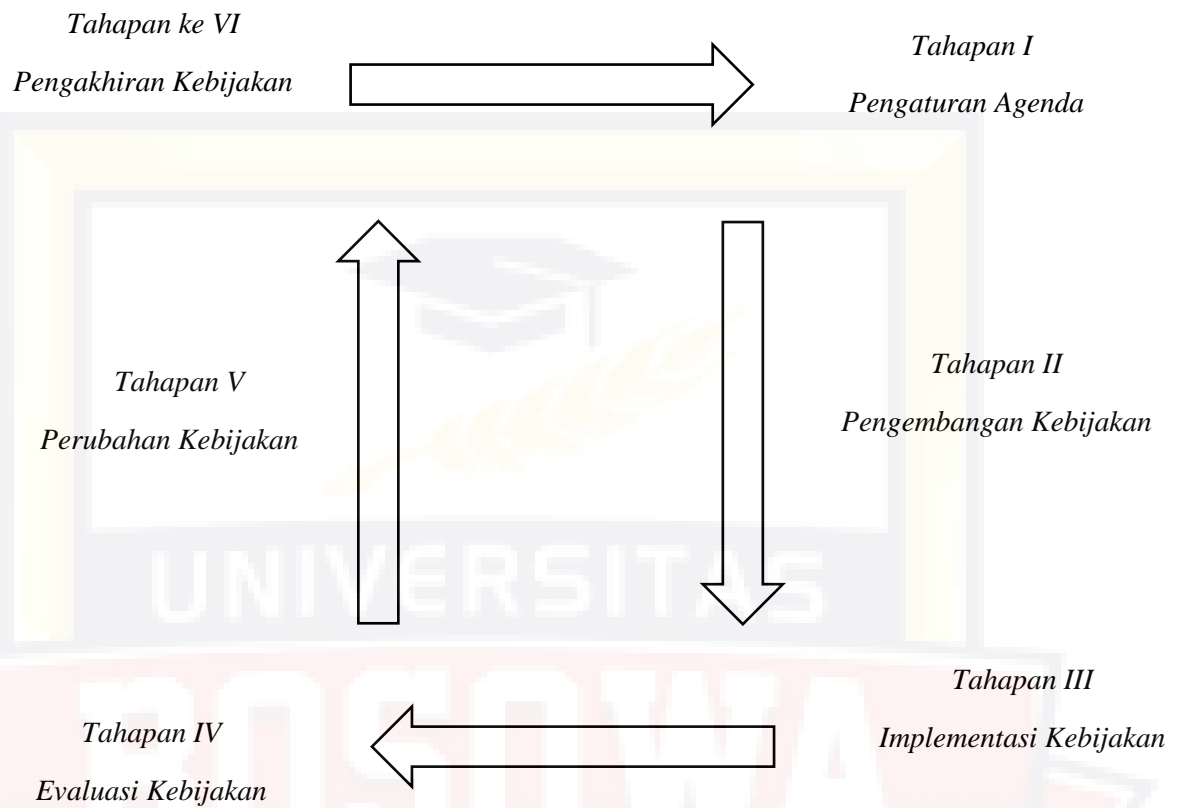 Tahapan ke VI
Pengakhiran Kebijakan
Tahapan I
Pengaturan Agenda
Tahapan V
Perubahan Kebijakan
Tahapan II
Pengembangan Kebijakan
UNIVERSITAS
Tahapan III
Implementasi Kebijakan
Tahapan IV
Evaluasi Kebijakan
BOSOWA